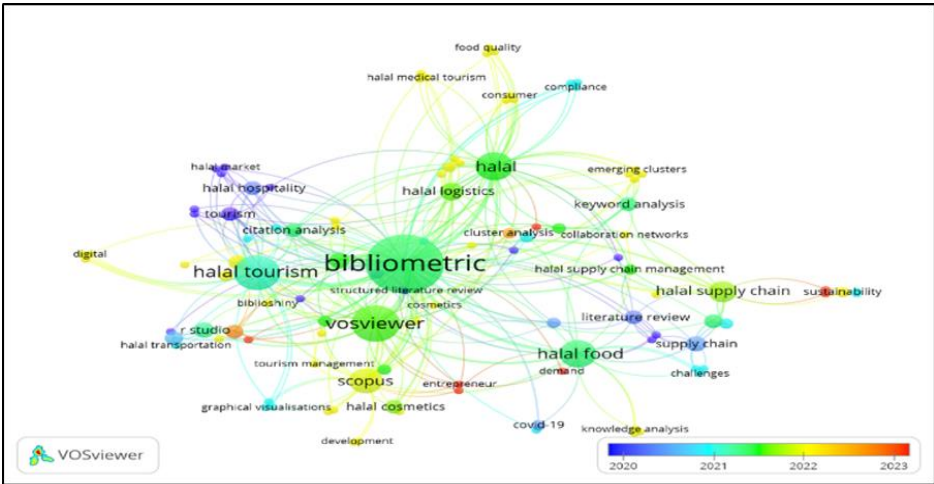 food quality
halal medical tourism
compliance
consumer
halal market
halal
emerging clusters
halal hospitality
halal logistics
keyword analysis
tourism
citation analysis
cluster analysis
collaboration networks
digital
halal tourism
bibliometric
halal supply chain management
structured literature review
halal supply chain
sustainability
biblioshiny
cosmetics
r studio
vosviewer
literature review
halal transportation
supply chain
halal food
tourism management
demand
challenges
scopus
entrepreneur
graphical visualisations
halal cosmetics
covid-19
knowledge analysis
development
VOSviewer
2020 2021 2022 2023